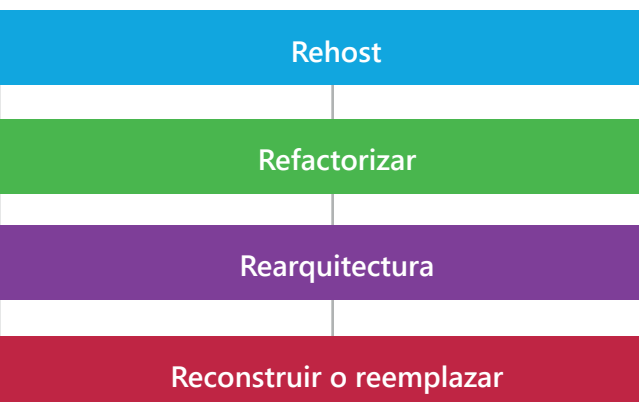 Rehost
Refactorizar
Rearquitectura
Reconstruir o reemplazar